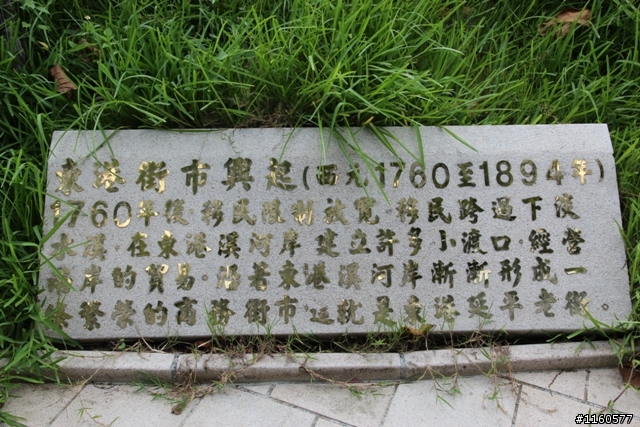 東港街市興起(西元1760至1894年)
1760年後，移民限制放寬，移民跨過下淡
水溪，在東港溪河岸建立許多小渡口，經營
兩岸的貿易，沿著東港溪河岸漸漸形成一
條繁榮的商務街市，這就是東港延平老街。
#1160577